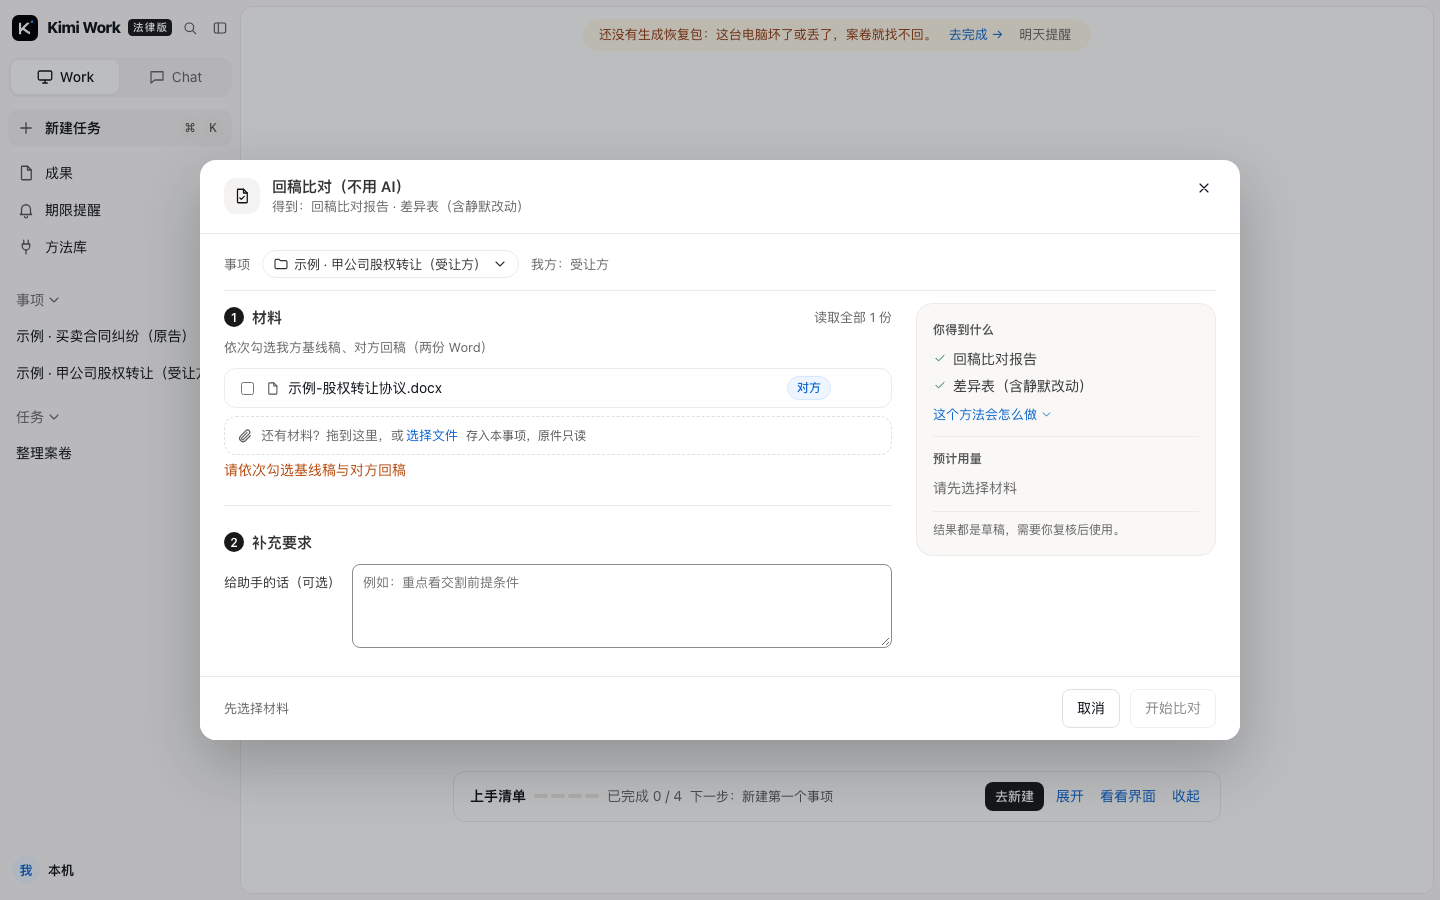 Kimi Work 法律版
还没有生成恢复包：这台电脑坏了或丢了，案卷就找不回。 去完成 → 明天提醒
Work
Chat
新建任务 ⌘ K
成果
期限提醒
方法库
事项
示例 · 买卖合同纠纷（原告）
示例 · 甲公司股权转让（受让方
任务
整理案卷
我 本机
回稿比对（不用 AI）
得到：回稿比对报告 · 差异表（含静默改动）
事项 示例 · 甲公司股权转让（受让方） 我方：受让方
1 材料 读取全部 1 份
依次勾选我方基线稿、对方回稿（两份 Word）
示例-股权转让协议.docx 对方
还有材料？拖到这里，或 选择文件 存入本事项，原件只读
请依次勾选基线稿与对方回稿
2 补充要求
给助手的话（可选） 例如：重点看交割前提条件
你得到什么
回稿比对报告
差异表（含静默改动）
这个方法会怎么做
预计用量
请先选择材料
结果都是草稿，需要你复核后使用。
先选择材料 取消 开始比对
上手清单 已完成 0 / 4 下一步：新建第一个事项 去新建 展开 看看界面 收起